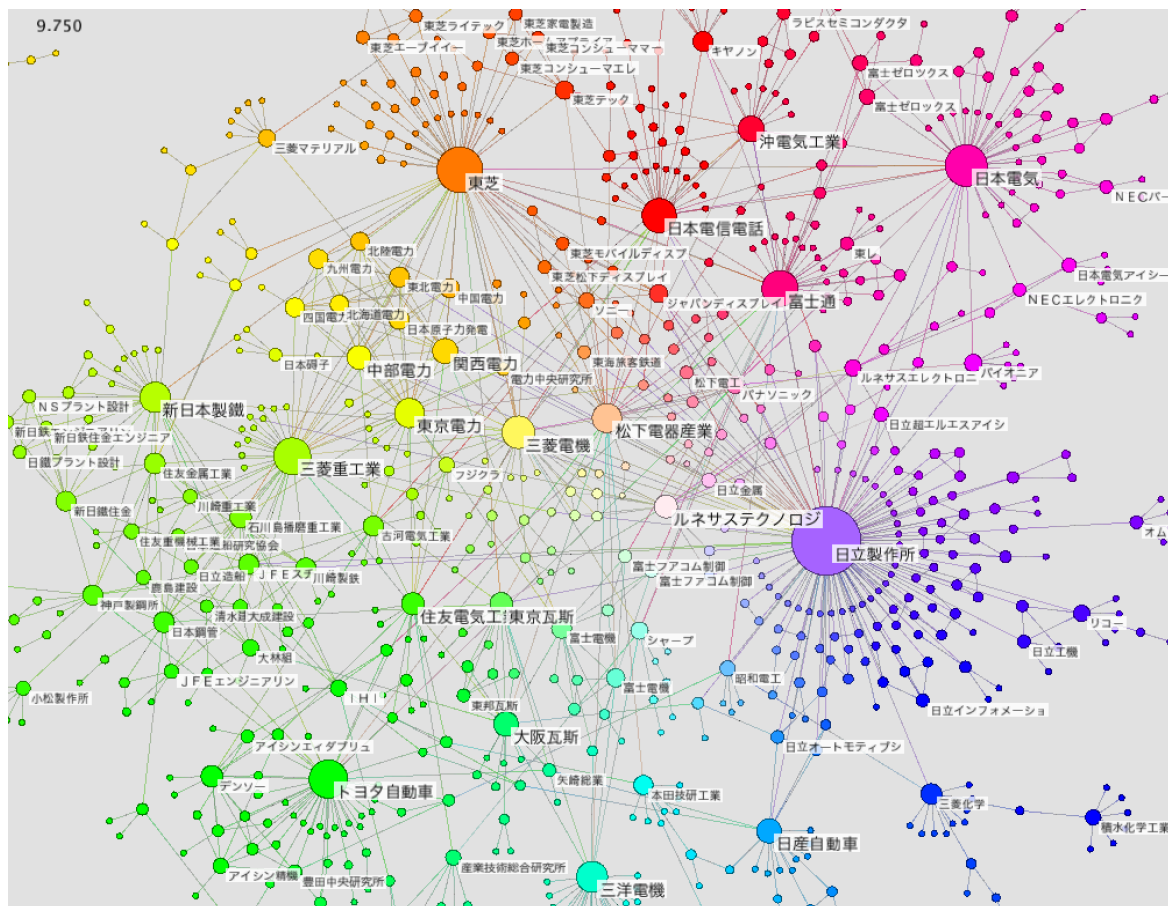 9.750
東芝ライテック
東芝家電製造
ラピスセミコンダクタ
東芝エーブイイー
東芝ホームアプライア
東芝コンシューママー
キヤノン
東芝コンシューマエレ
富士ゼロックス
東芝テック
富士ゼロックス
三菱マテリアル
沖電気工業
東芝
日本電気
NECパー
日本電信電話
北陸電力
東芝モバイルディスプ
東レ
九州電力
東北電力
東芝松下ディスプレイ
日本電気アイシー
中国電力
ジャパンディスプレイ
富士通
NECエレクトロニク
四国電力
北海道電力
ソニー
日本原子力発電
日本碍子
中部電力
関西電力
東海旅客鉄道
電力中央研究所
松下電工
パナソニック
ルネサスエレクトロニ
パイオニア
NSプラント設計
新日本製鐵
東京電力
三菱電機
松下電器産業
日立超エルエスアイシ
新日鉄エンジニアリン
新日鉄住金エンジニア
日鐵プラント設計
住友金属工業
三菱重工業
フジクラ
日立金属
新日鐵住金
川崎重工業
石川島播磨重工業
ルネサステクノロジ
住友重機械工業
古河電気工業
日立製作所
オム
日立造船
JFEスチ
川崎製鉄
富士フアコム制御
富士ファコム制御
鹿島建設
神戸製鋼所
清水
大成建設
住友電気工
東京瓦斯
リコー
日本鋼管
富士電機
シャープ
日立工機
大林組
JFEエンジニアリン
富士電機
昭和電工
小松製作所
IHI
東邦瓦斯
日立インフォメーショ
大阪瓦斯
アイシンエィダブリュ
日立オートモティブシ
デンソー
トヨタ自動車
矢崎総業
本田技研工業
三菱化学
積水化学工業
日産自動車
アイシン精機
豊田中央研究所
産業技術総合研究所
三洋電機